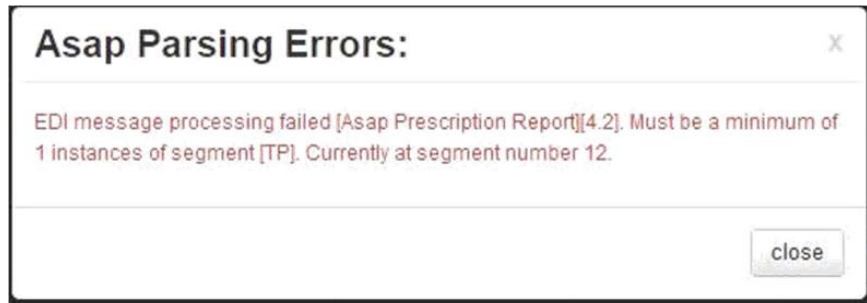 Asap Parsing Errors:
x
EDI message processing failed [Asap Prescription Report][4.2]. Must be a minimum of
1 instances of segment [TP]. Currently at segment number 12.
close